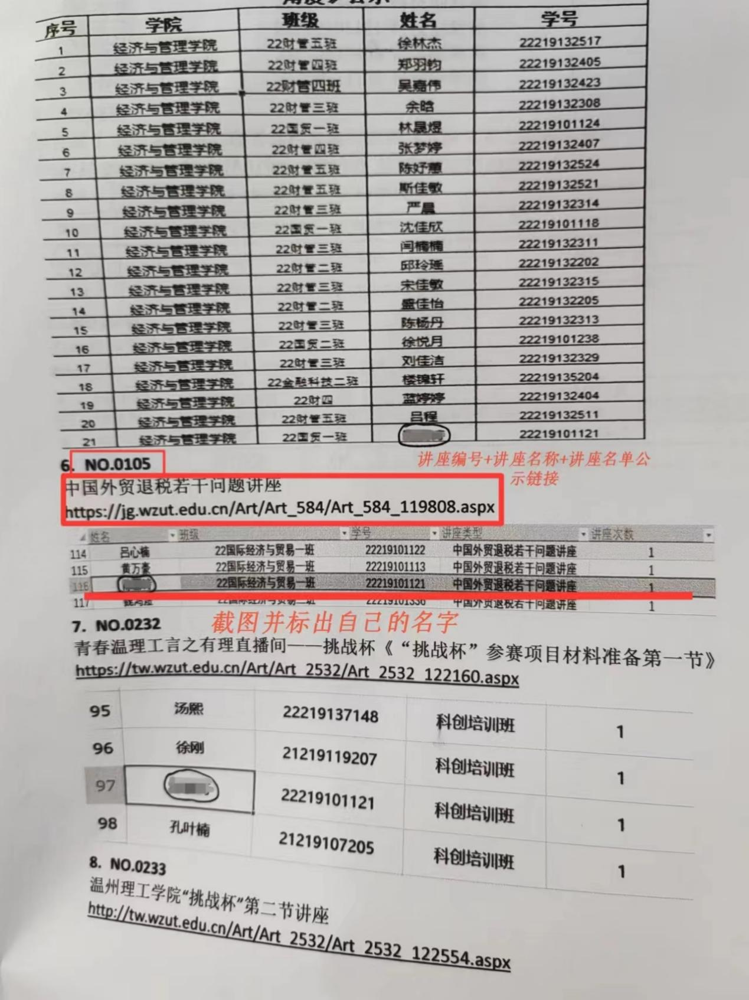 序号 学院 班级 姓名 学号
1 经济与管理学院 22财管五班 徐林杰 22219132517
2 经济与管理学院 22财管四班 郑羽钧 22219132405
3 经济与管理学院 22财管四班 吴嘉伟 22219132423
4 经济与管理学院 22财管三班 余晗 22219132308
5 经济与管理学院 22国贸一班 林晨煜 22219101124
6 经济与管理学院 22财管四班 张梦婷 22219132407
7 经济与管理学院 22财管五班 陈妤蕙 22219132524
8 经济与管理学院 22财管五班 斯佳敏 22219132521
9 经济与管理学院 22财管三班 严晨 22219132314
10 经济与管理学院 22国贸一班 沈佳欣 22219101118
11 经济与管理学院 22财管三班 闫楠楠 22219132311
12 经济与管理学院 22财管二班 邱玲瑶 22219132202
13 经济与管理学院 22财管三班 宋佳敏 22219132315
14 经济与管理学院 22财管二班 盛佳怡 22219132205
15 经济与管理学院 22财管三班 陈杨丹 22219132313
16 经济与管理学院 22国贸二班 徐悦月 22219101238
17 经济与管理学院 22财管三班 刘佳洁 22219132329
18 经济与管理学院 22金融科技二班 楼锦轩 22219135204
19 经济与管理学院 22财四 蓝婷婷 22219132404
20 经济与管理学院 22财管五班 吕程 22219132511
21 经济与管理学院 22国贸一班 22219101121
6. NO.0105
讲座编号+讲座名称+讲座名单公
示链接
中国外贸退税若干问题讲座
https://jg.wzut.edu.cn/Art/Art_584/Art_584_119808.aspx
姓名 班级 学号 讲座类型 讲座次数
114 吕心楠 22国际经济与贸易一班 22219101122 中国外贸退税若干问题讲座 1
115 黄万豪 22国际经济与贸易一班 22219101113 中国外贸退税若干问题讲座 1
116 22国际经济与贸易一班 22219101121 中国外贸退税若干问题讲座 1
117 22国际经济与贸易二班 22219101336 中国外贸退税若干问题讲座 1
截图并标出自己的名字
7. NO.0232
青春温理工言之有理直播间——挑战杯《“挑战杯”参赛项目材料准备第一节》
https://tw.wzut.edu.cn/Art/Art_2532/Art_2532_122160.aspx
95 汤熙 22219137148 科创培训班 1
96 徐刚 21219119207 科创培训班 1
97 22219101121 科创培训班 1
98 孔叶楠 21219107205 科创培训班 1
8. NO.0233
温州理工学院“挑战杯”第二节讲座
http://tw.wzut.edu.cn/Art/Art_2532/Art_2532_122554.aspx